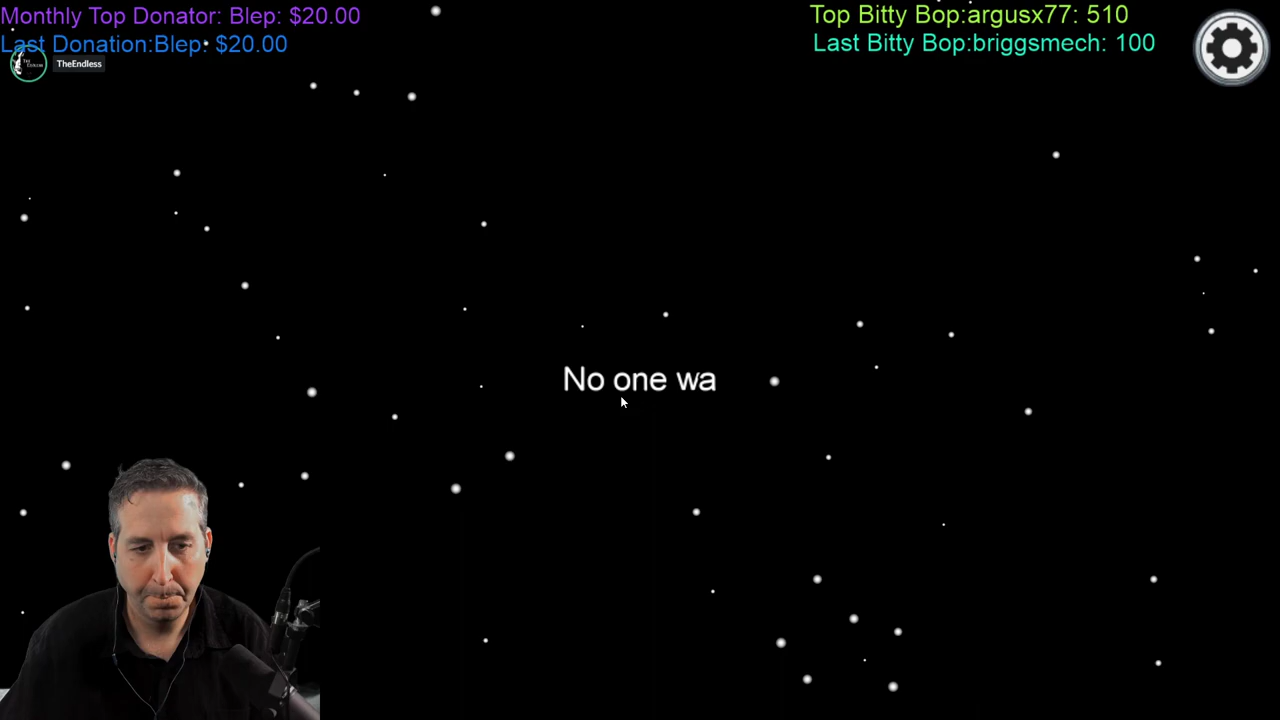 Monthly Top Donator: Blep: $20.00
Last Donation:Blep: $20.00
TheEndless
Top Bitty Bop:argusx77: 510
Last Bitty Bop:briggsmech: 100
No one wa